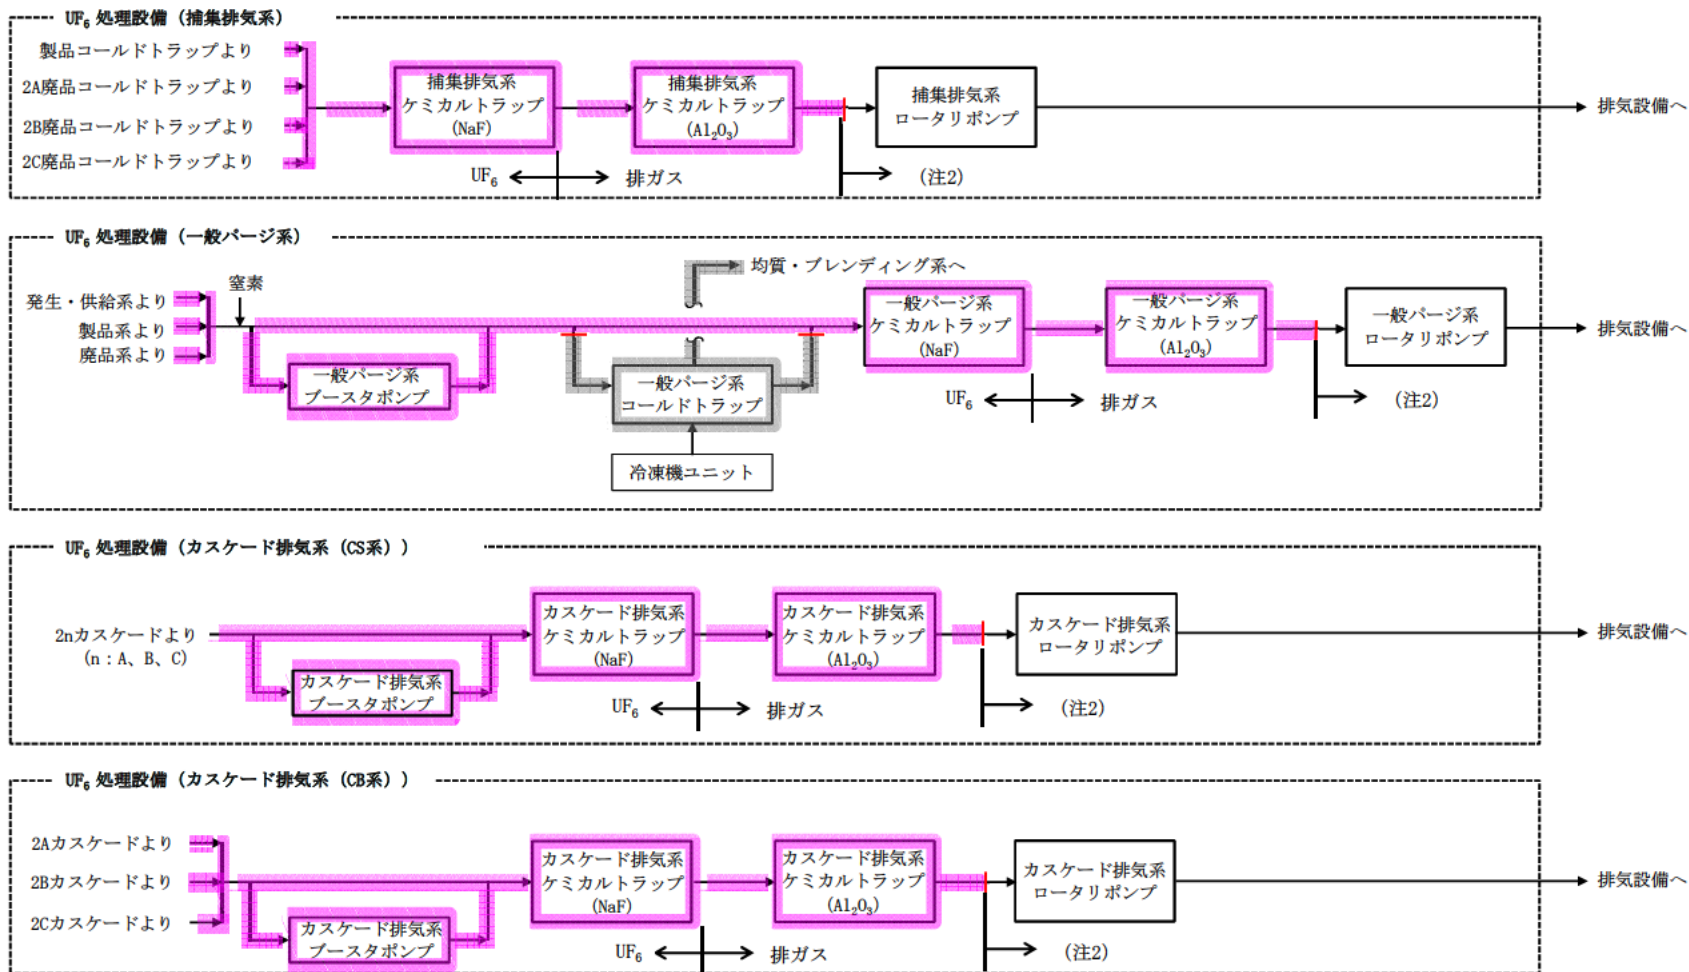 UF₆ 処理設備（捕集排気系）
製品コールドトラップより
2A廃品コールドトラップより
2B廃品コールドトラップより
2C廃品コールドトラップより
捕集排気系
ケミカルトラップ
(NaF)
捕集排気系
ケミカルトラップ
(Al₂O₃)
捕集排気系
ロータリポンプ
排気設備へ
UF₆
排ガス
（注2）
UF₆ 処理設備（一般パージ系）
発生・供給系より
製品系より
廃品系より
窒素
均質・ブレンディング系へ
一般パージ系
ブースタポンプ
一般パージ系
コールドトラップ
冷凍機ユニット
一般パージ系
ケミカルトラップ
(NaF)
一般パージ系
ケミカルトラップ
(Al₂O₃)
一般パージ系
ロータリポンプ
排気設備へ
UF₆
排ガス
（注2）
UF₆ 処理設備（カスケード排気系（CS系））
2nカスケードより
(n：A、B、C)
カスケード排気系
ブースタポンプ
カスケード排気系
ケミカルトラップ
(NaF)
カスケード排気系
ケミカルトラップ
(Al₂O₃)
カスケード排気系
ロータリポンプ
排気設備へ
UF₆
排ガス
（注2）
UF₆ 処理設備（カスケード排気系（CB系））
2Aカスケードより
2Bカスケードより
2Cカスケードより
カスケード排気系
ブースタポンプ
カスケード排気系
ケミカルトラップ
(NaF)
カスケード排気系
ケミカルトラップ
(Al₂O₃)
カスケード排気系
ロータリポンプ
排気設備へ
UF₆
排ガス
（注2）